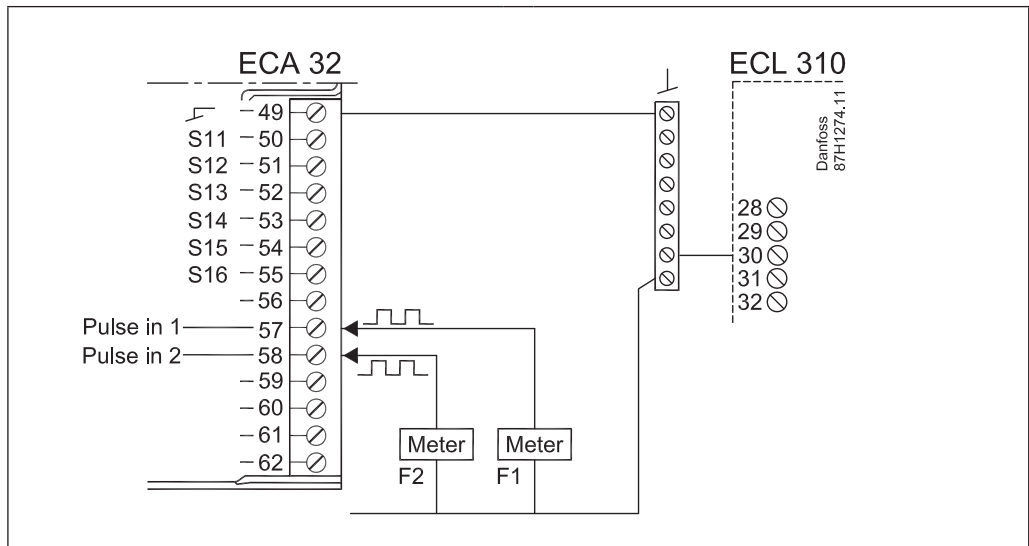 ECA 32
ECL 310
49
S11 50
S12 51
S13 52
S14 53
S15 54
S16 55
56
Pulse in 1 57
Pulse in 2 58
59
60
61
62
Meter
F2
Meter
F1
Danfoss
87H1274.11
28
29
30
31
32